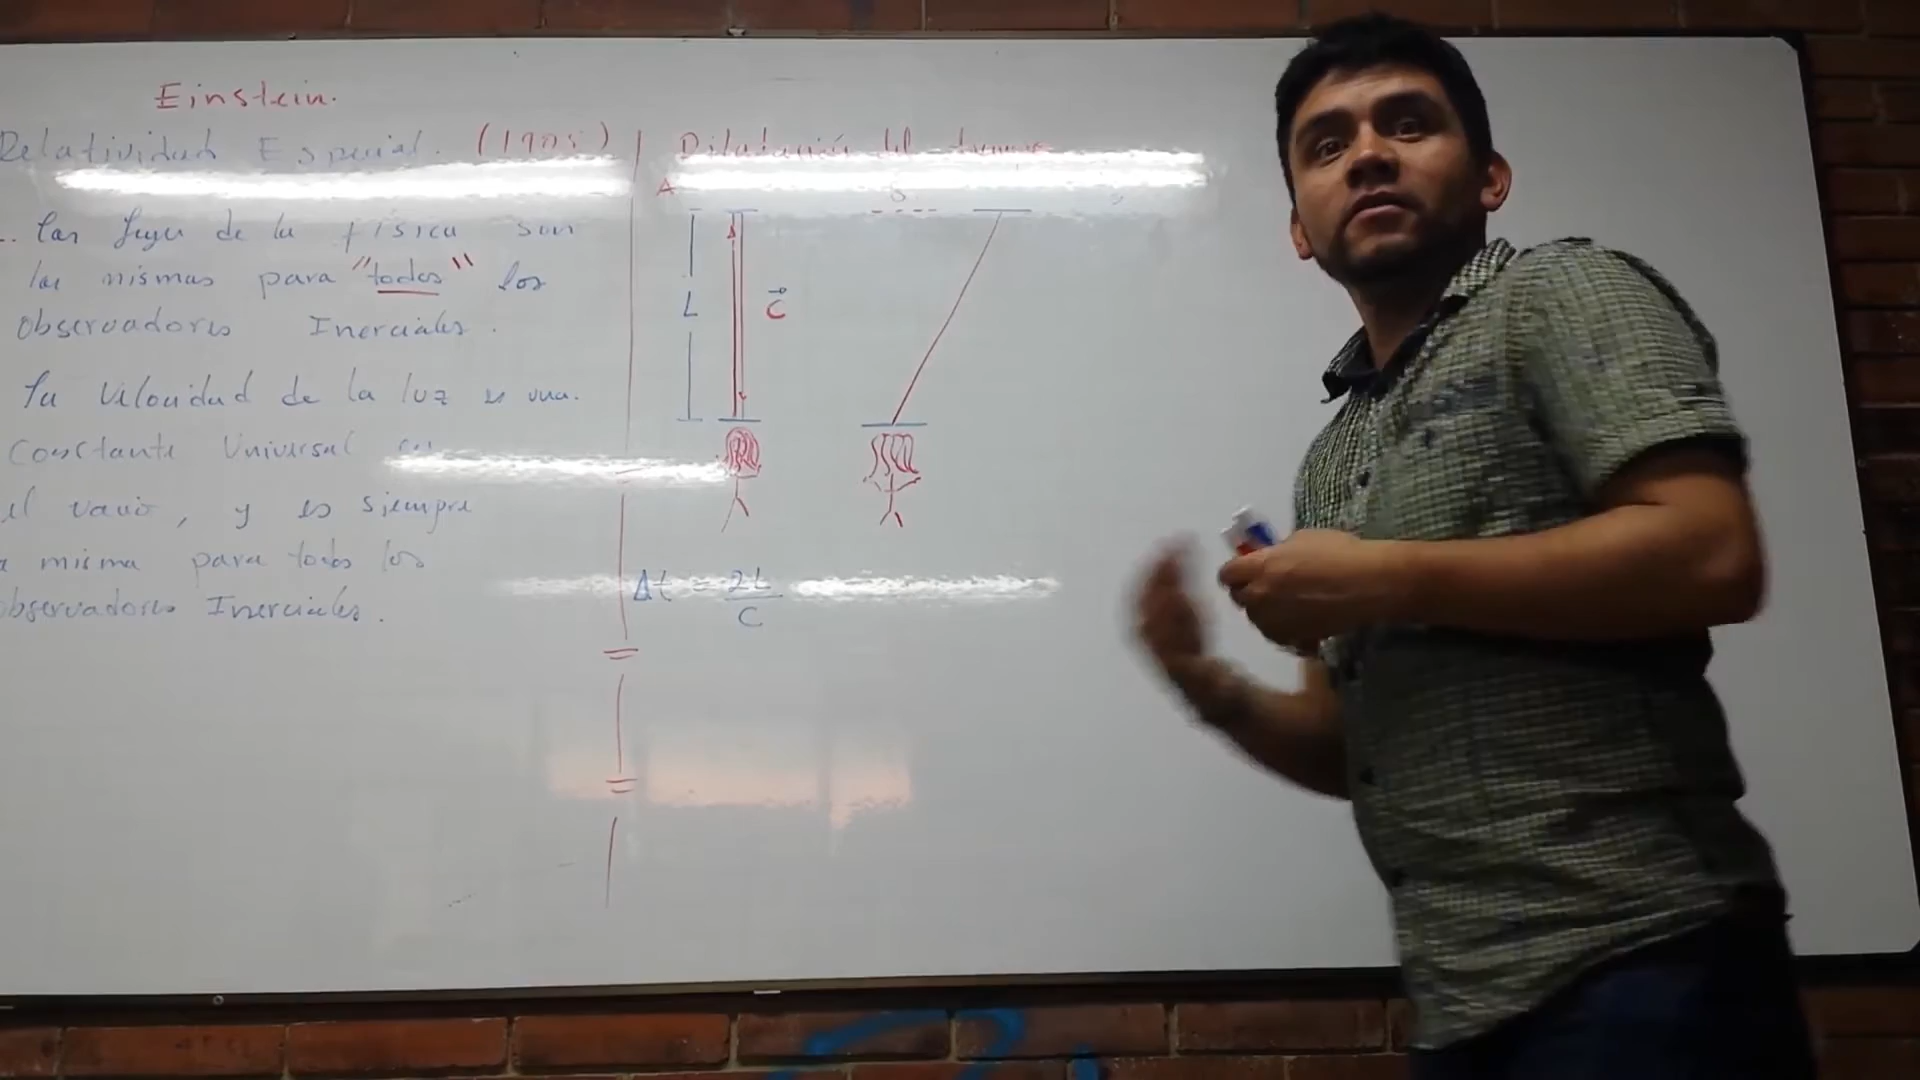 Einstein.
Relatividad Especial. (1905)
Las leyes de la física son
las mismas para "todos" los
Observadores Inerciales.
La velocidad de la luz es una
Constante Universal en
el vacio, y es siempre
misma para todos los
observadores Inerciales.
Dilatación del tiempo
A
L
C
Δt = 2L
C